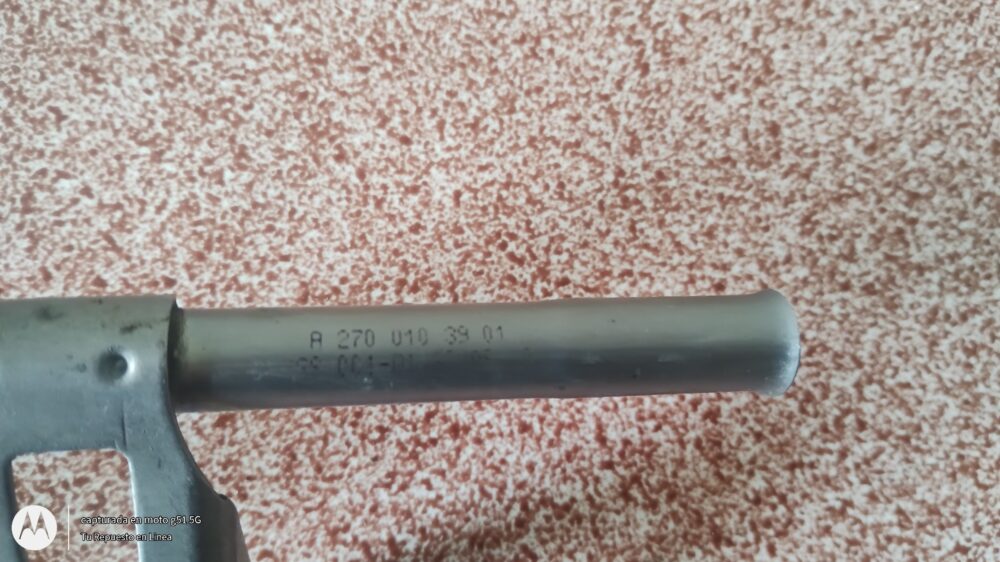 A 270 010 39 01
capturada en moto g51 5G
Tu Repuesto en Linea